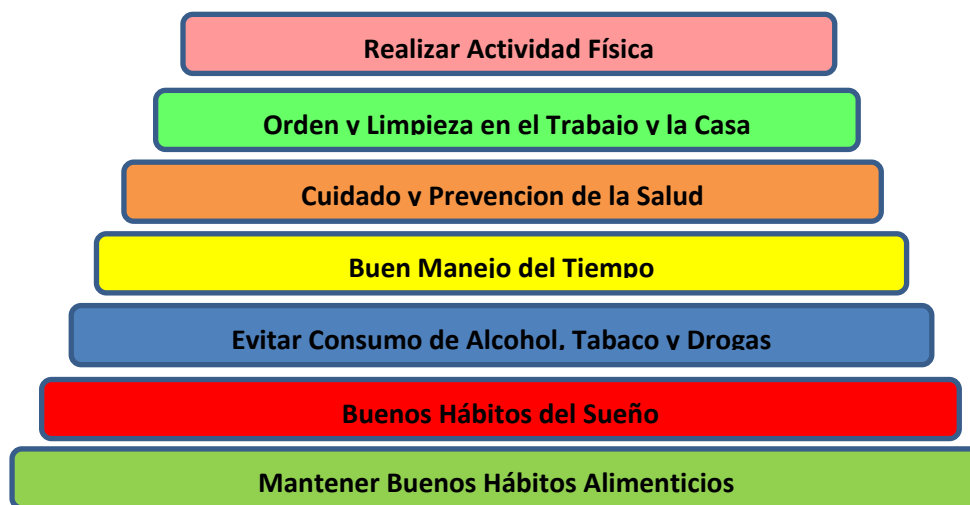 Realizar Actividad Física
Orden y Limpieza en el Trabajo y la Casa
Cuidado y Prevencion de la Salud
Buen Manejo del Tiempo
Evitar Consumo de Alcohol, Tabaco y Drogas
Buenos Hábitos del Sueño
Mantener Buenos Hábitos Alimenticios